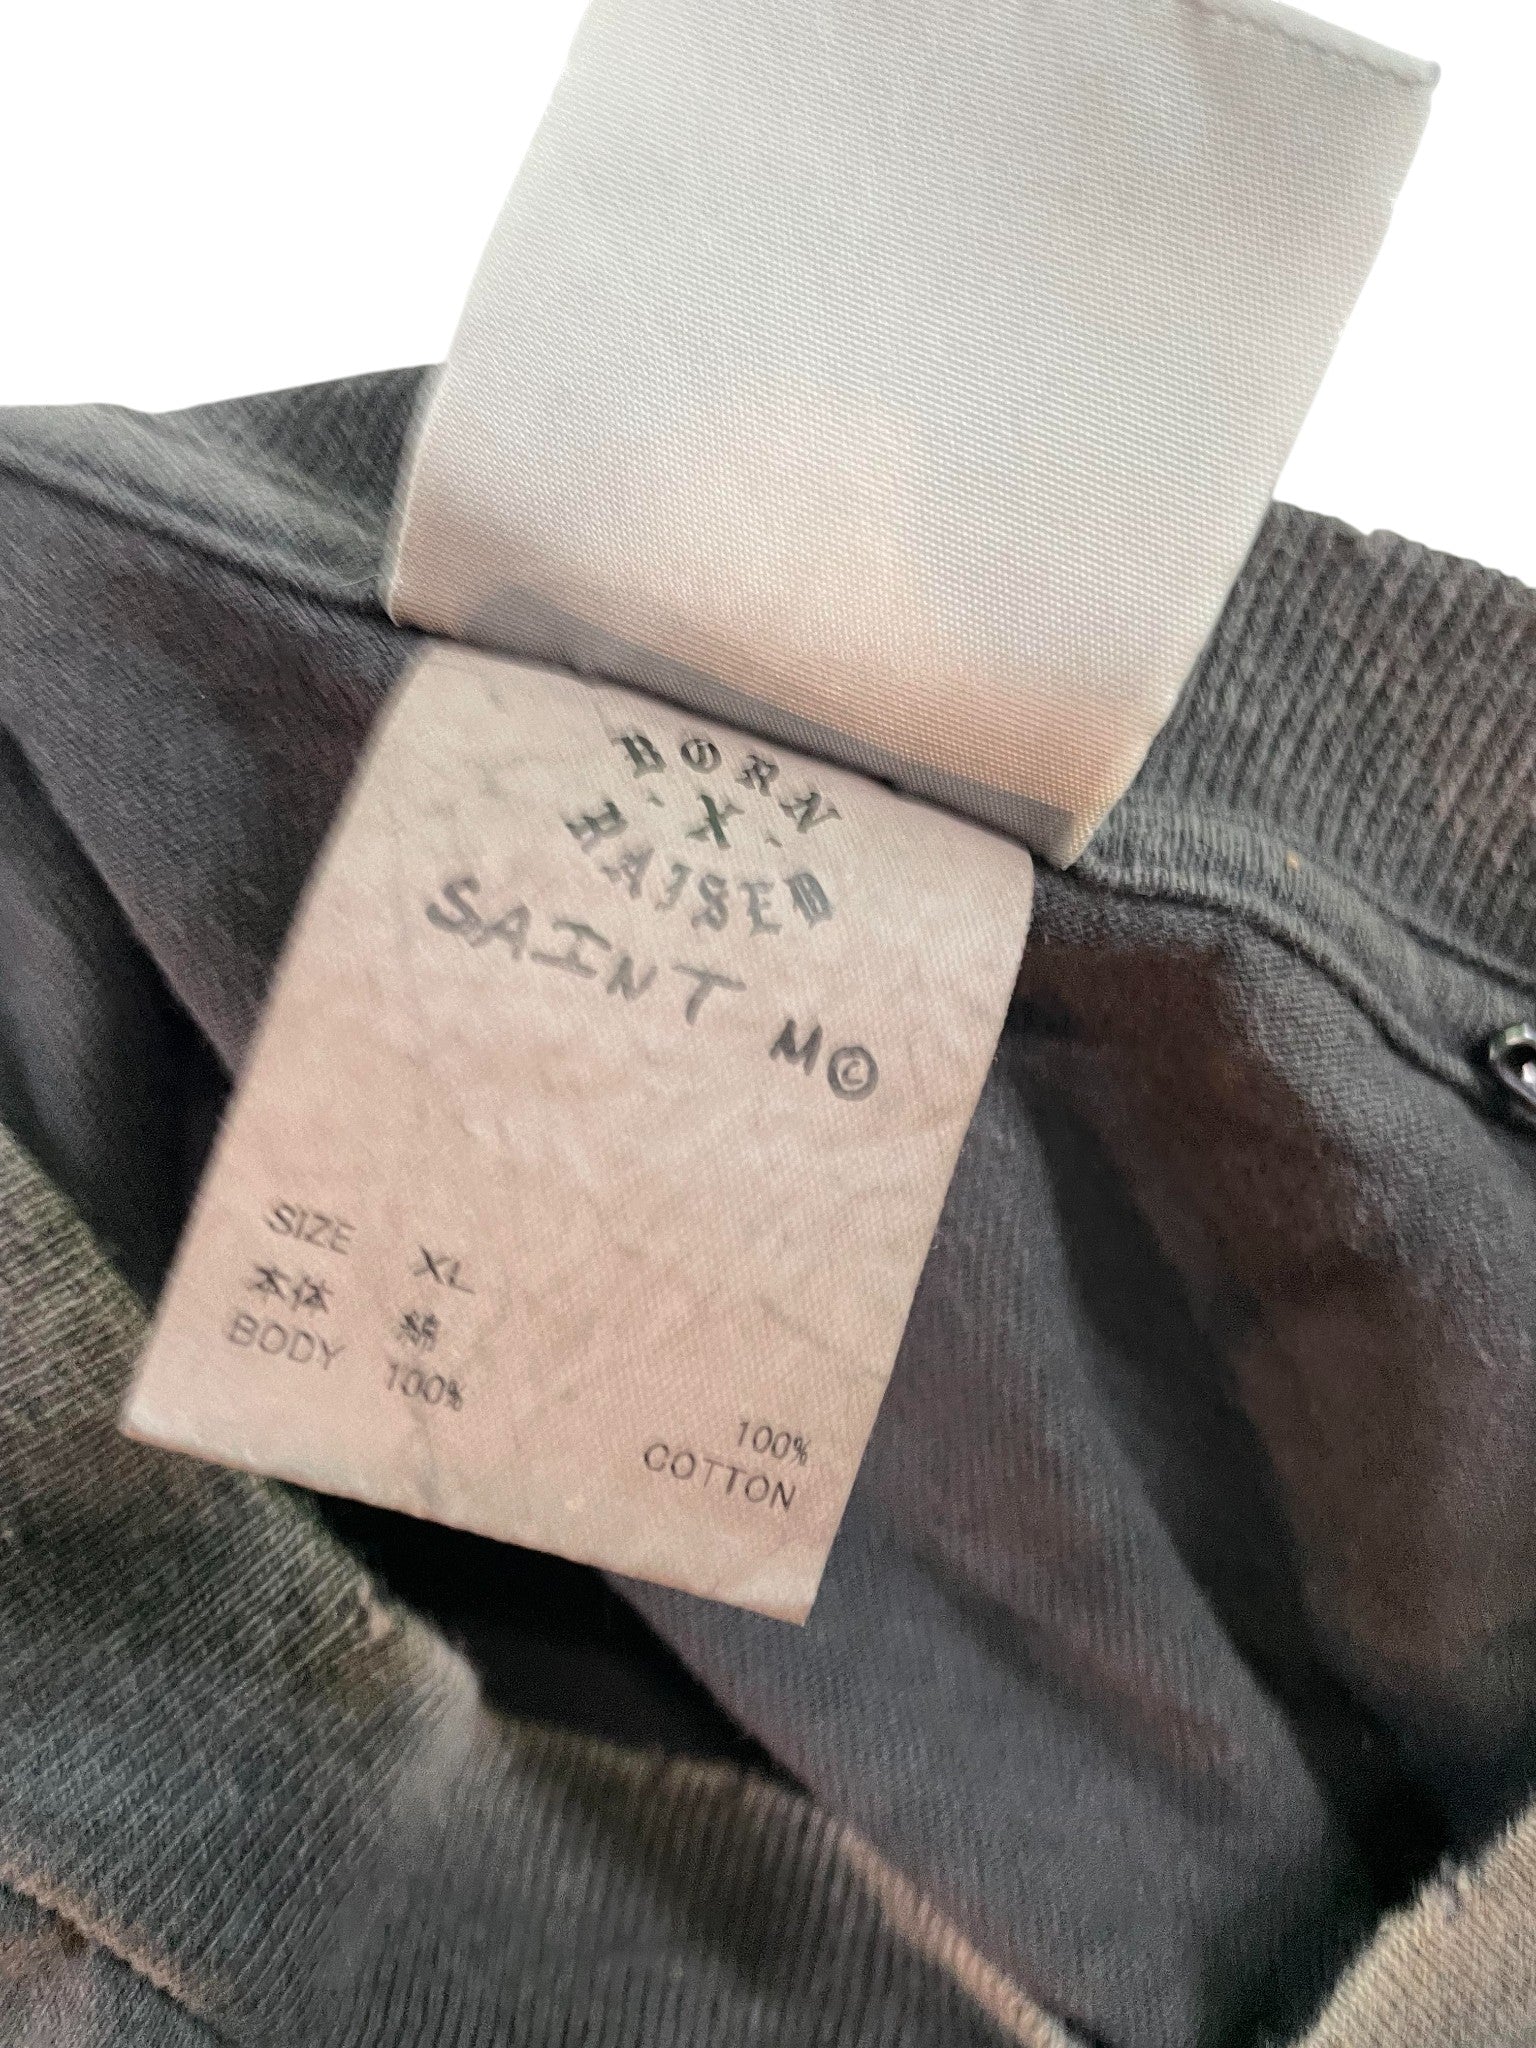 BORN
· X ·
RAISED
SAINT M©
SIZE XL
本体 綿
BODY 100%
100%
COTTON